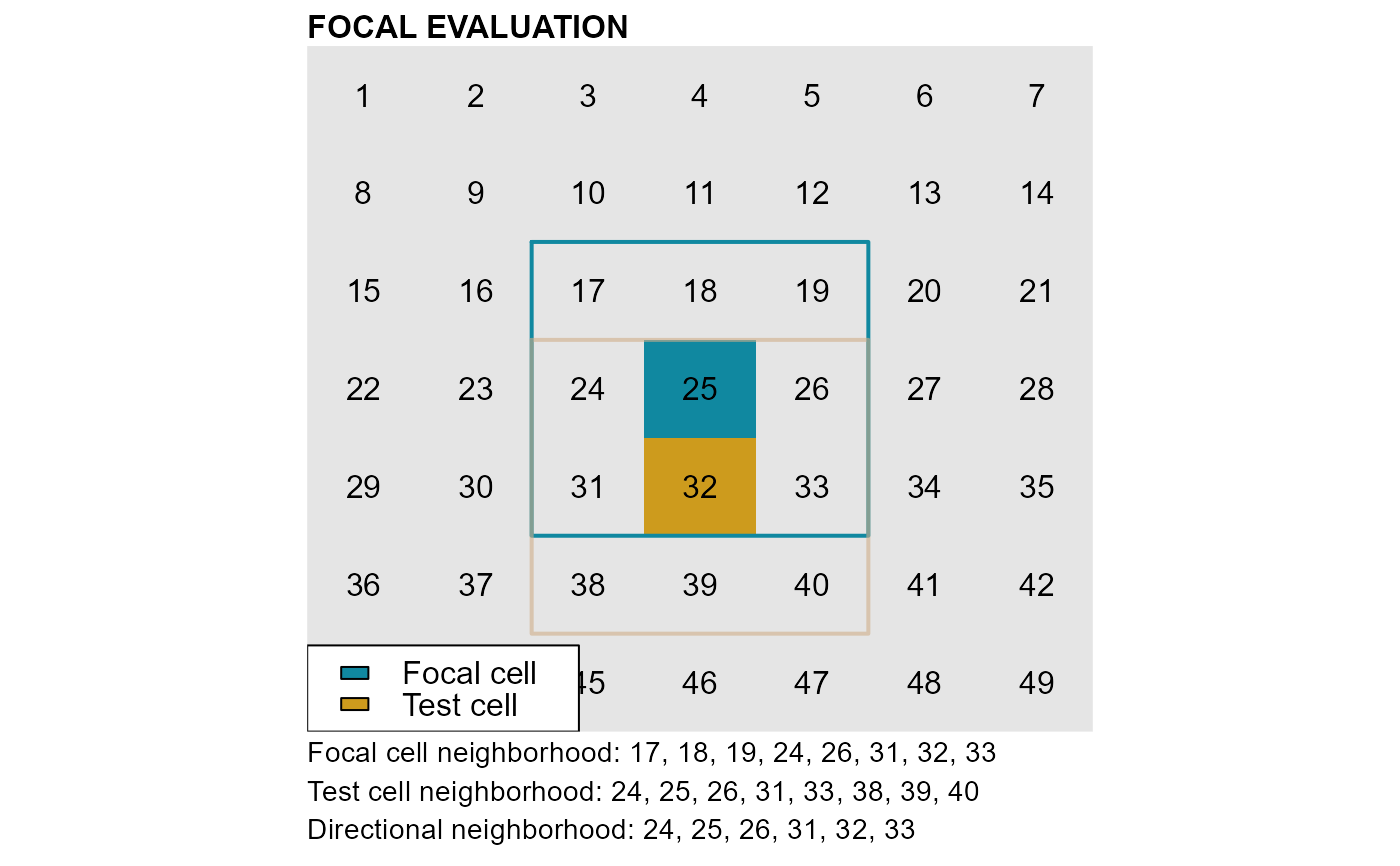 FOCAL EVALUATION
1 2 3 4 5 6 7
8 9 10 11 12 13 14
15 16 17 18 19 20 21
22 23 24 25 26 27 28
29 30 31 32 33 34 35
36 37 38 39 40 41 42
45 46 47 48 49
Focal cell
Test cell
Focal cell neighborhood: 17, 18, 19, 24, 26, 31, 32, 33
Test cell neighborhood: 24, 25, 26, 31, 33, 38, 39, 40
Directional neighborhood: 24, 25, 26, 31, 32, 33